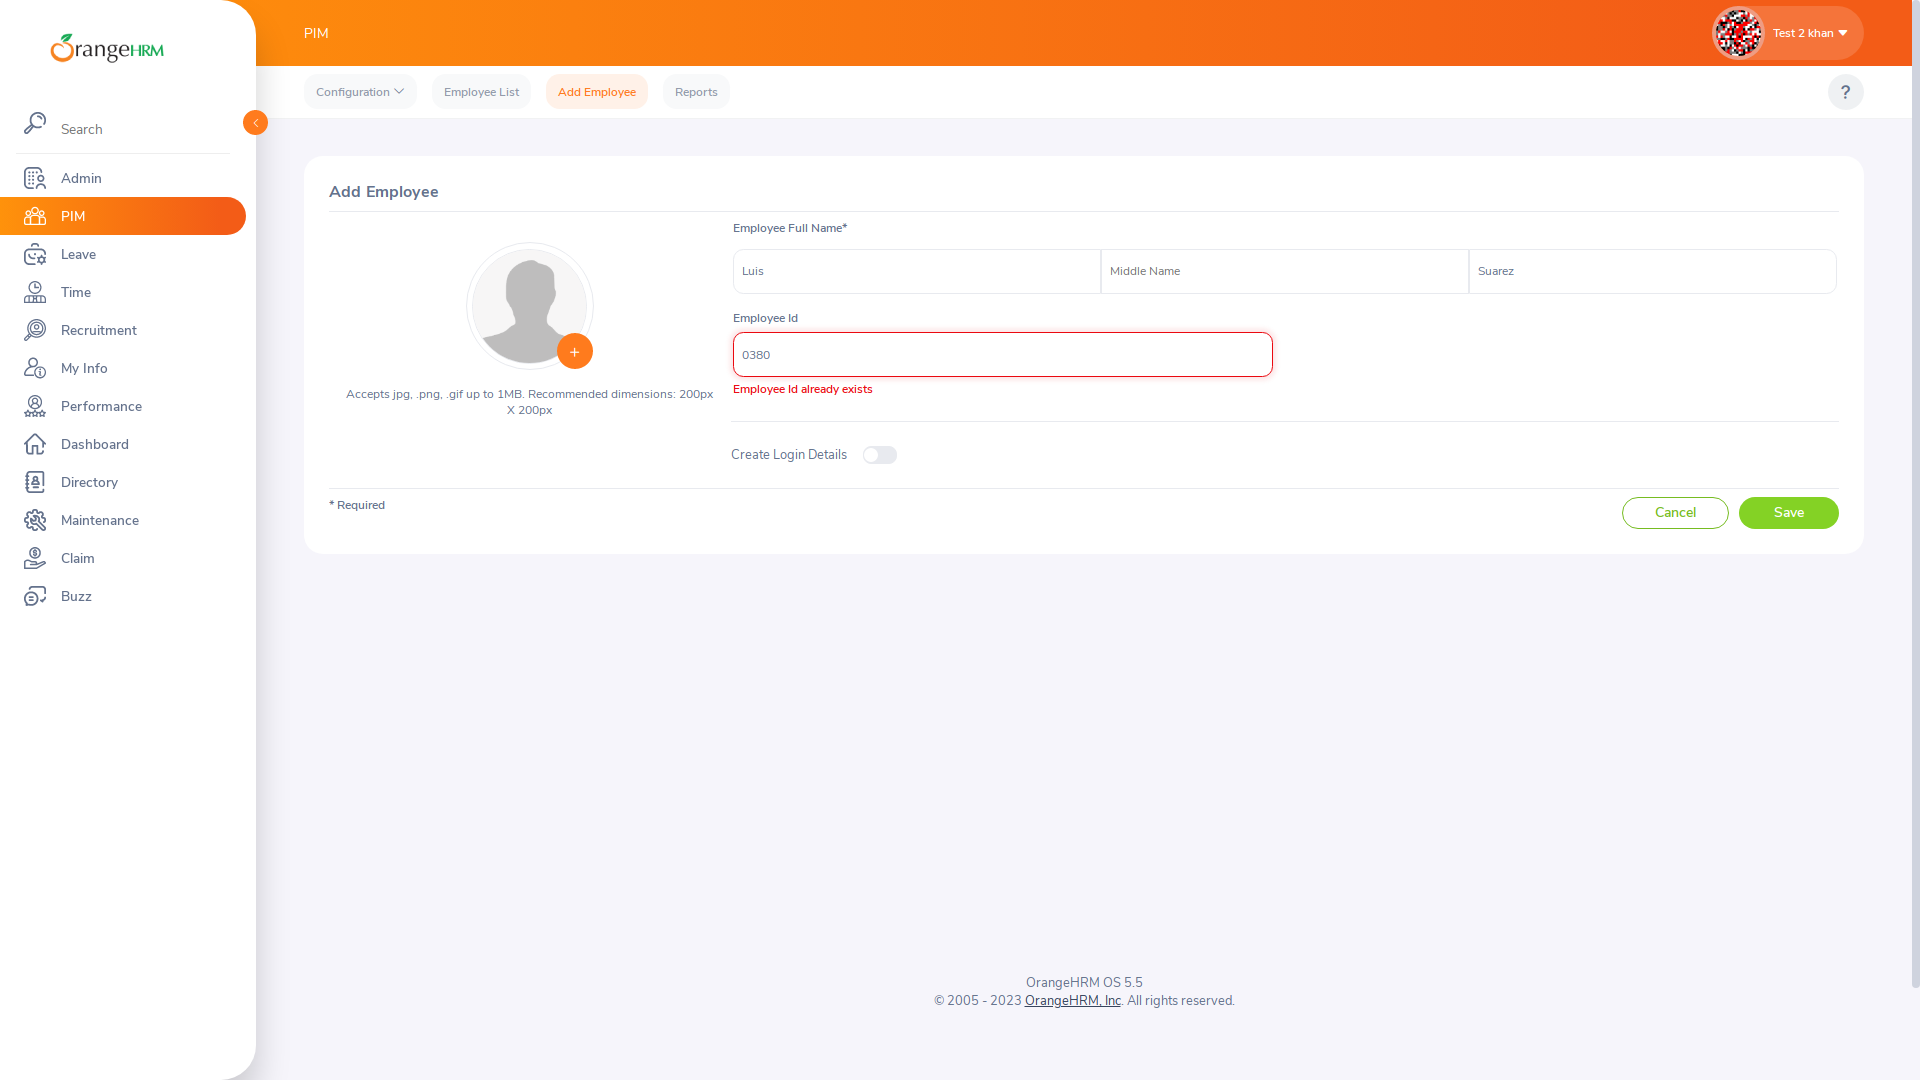 OrangeHRM
Search
Admin
PIM
Leave
Time
Recruitment
My Info
Performance
Dashboard
Directory
Maintenance
Claim
Buzz
PIM
Test 2 khan
Configuration
Employee List
Add Employee
Reports
?
Add Employee
Accepts jpg, .png, .gif up to 1MB. Recommended dimensions: 200px
X 200px
Employee Full Name*
Luis
Middle Name
Suarez
Employee Id
0380
Employee Id already exists
Create Login Details
* Required
Cancel
Save
OrangeHRM OS 5.5
© 2005 - 2023 OrangeHRM, Inc. All rights reserved.